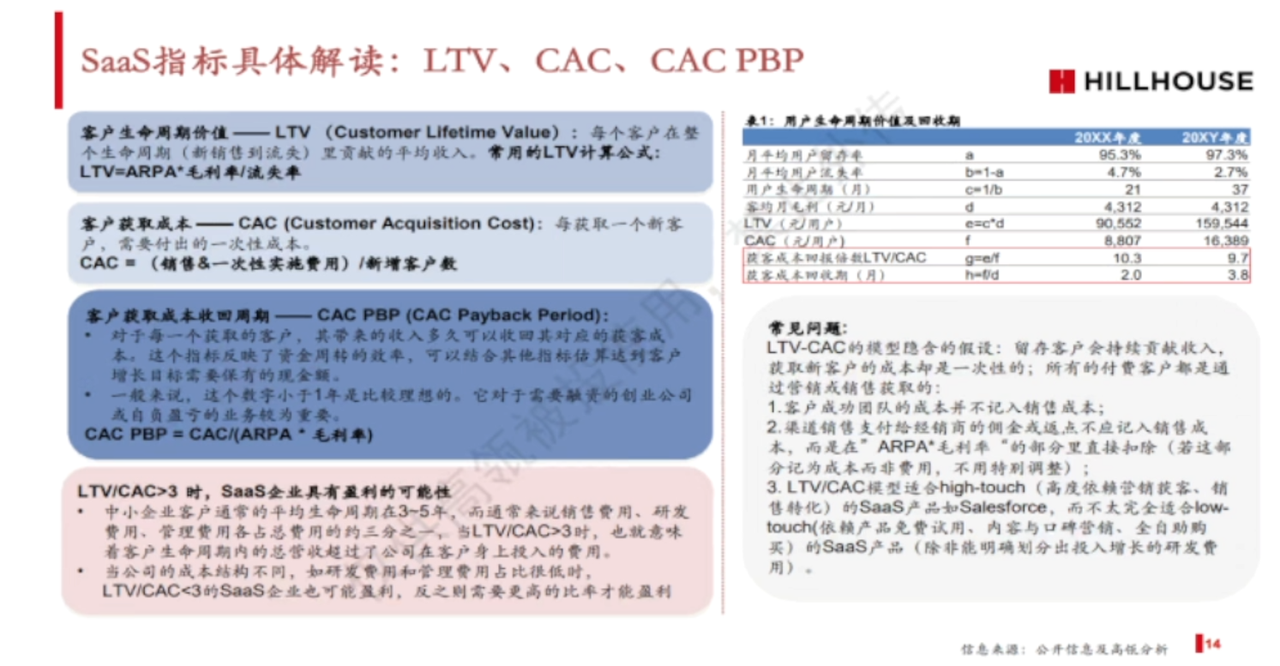 SaaS指标具体解读：LTV、CAC、CAC PBP
HILLHOUSE
客户生命周期价值 —— LTV （Customer Lifetime Value）：每个客户在整
个生命周期（新销售到流失）里贡献的平均收入。常用的LTV计算公式：
LTV=ARPA*毛利率/流失率
客户获取成本 —— CAC (Customer Acquisition Cost)：每获取一个新客
户，需要付出的一次性成本。
CAC = （销售&一次性实施费用）/新增客户数
客户获取成本收回周期 —— CAC PBP (CAC Payback Period)：
• 对于每一个获取的客户，其带来的收入多久可以收回其对应的获客成
本。这个指标反映了资金周转的效率，可以结合其他指标估算达到客户
增长目标需要保有的现金额。
• 一般来说，这个数字小于1年是比较理想的。它对于需要融资的创业公司
或自负盈亏的业务较为重要。
CAC PBP = CAC/(ARPA * 毛利率)
LTV/CAC>3 时，SaaS企业具有盈利的可能性
• 中小企业客户通常的平均生命周期在3~5年，而通常来说销售费用、研发
费用、管理费用各占总费用的约三分之一，当LTV/CAC>3时，也就意味
着客户生命周期内的总营收超过了公司在客户身上投入的费用。
• 当公司的成本结构不同，如研发费用和管理费用占比很低时，
LTV/CAC<3的SaaS企业也可能盈利，反之则需要更高的比率才能盈利
表1：用户生命周期价值及回收期
20XX年度 20XY年度
月平均用户留存率 a 95.3% 97.3%
月平均用户流失率 b=1-a 4.7% 2.7%
用户生命周期（月） c=1/b 21 37
客均月毛利（元/月） d 4,312 4,312
LTV（元/用户） e=c*d 90,552 159,544
CAC（元/用户） f 8,807 16,389
获客成本回报倍数LTV/CAC g=e/f 10.3 9.7
获客成本回收期（月） h=f/d 2.0 3.8
常见问题：
LTV-CAC的模型隐含的假设：留存客户会持续贡献收入，
获取新客户的成本却是一次性的；所有的付费客户都是通
过营销或销售获取的：
1.客户成功团队的成本并不记入销售成本；
2.渠道销售支付给经销商的佣金或返点不应记入销售成
本，而是在”ARPA*毛利率“的部分里直接扣除（若这部
分记为成本而非费用，不用特别调整）；
3. LTV/CAC模型适合high-touch（高度依赖营销获客、销
售转化）的SaaS产品如Salesforce，而不太完全适合low-
touch(依赖产品免费试用、内容与口碑营销、全自助购
买）的SaaS产品（除非能明确划分出投入增长的研发费
用）。
信息来源：公开信息及高瓴分析
14